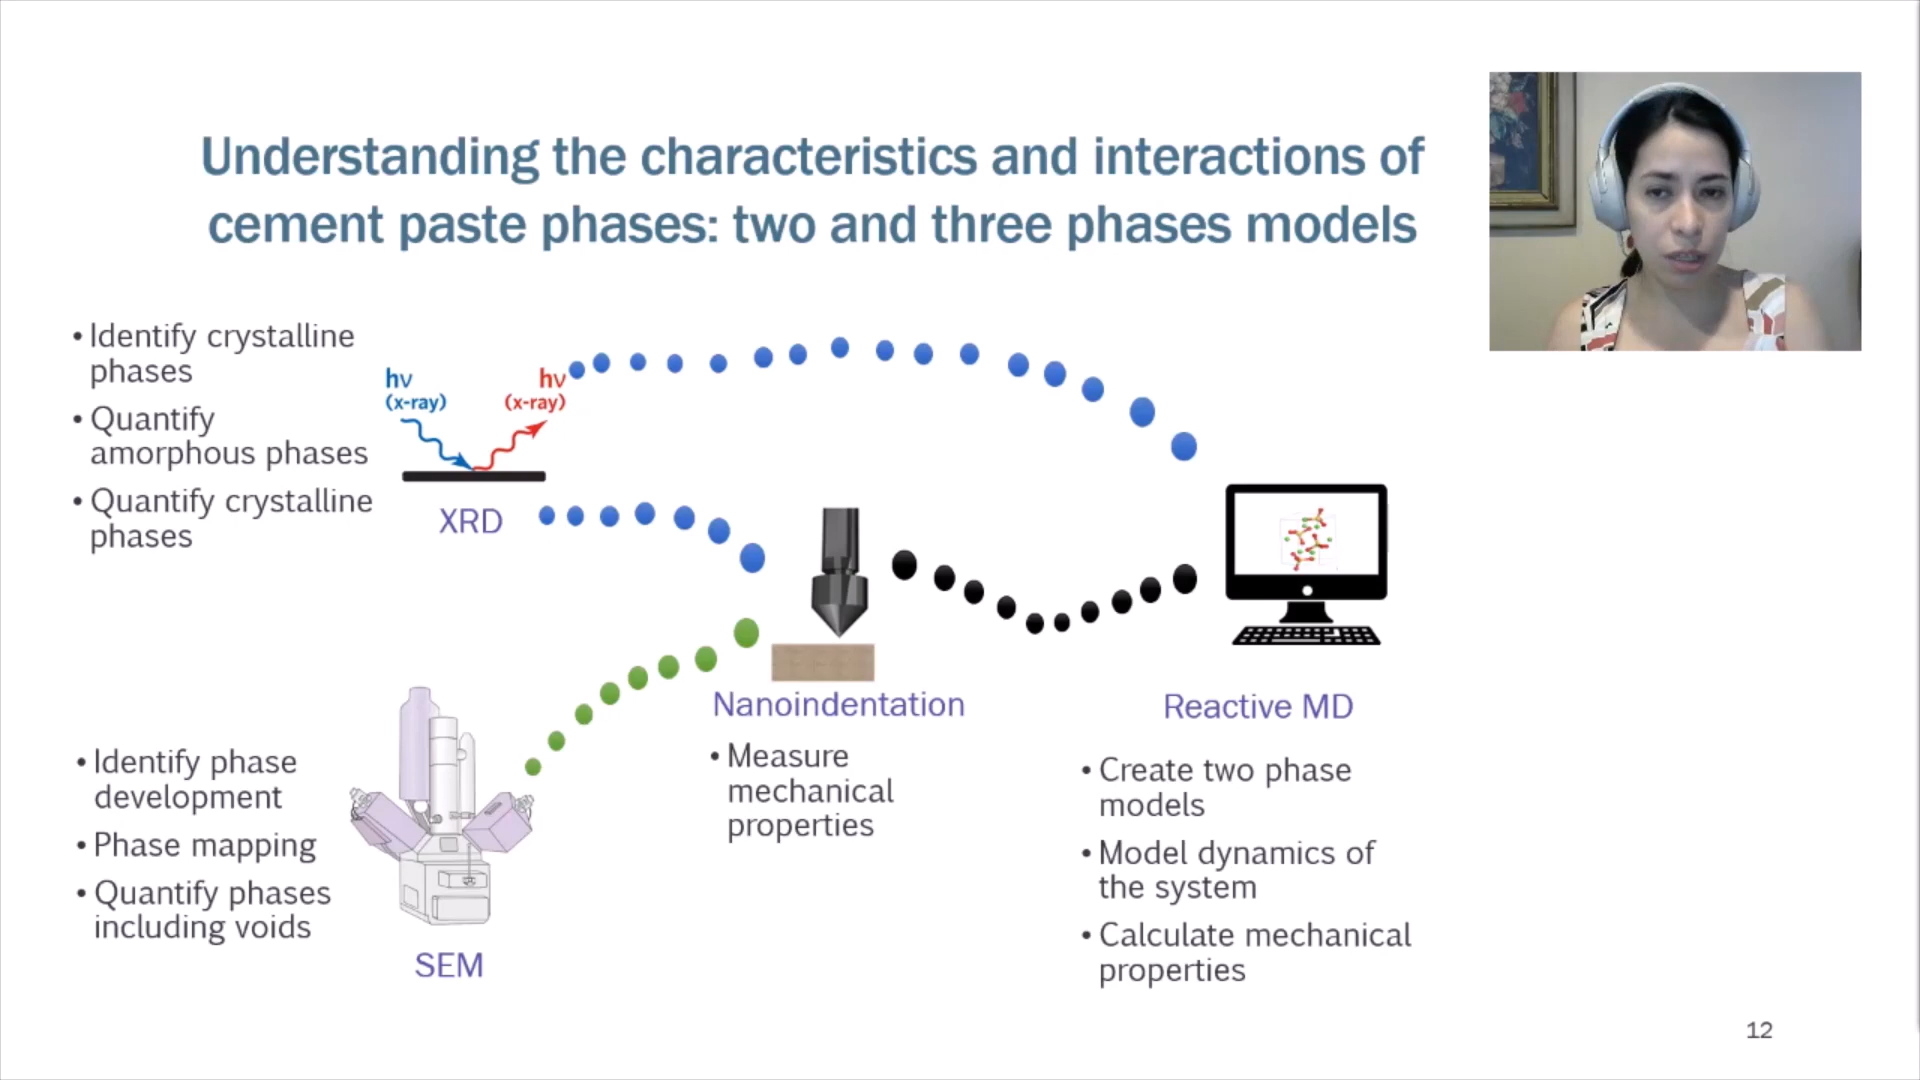 Understanding the characteristics and interactions of
cement paste phases: two and three phases models
• Identify crystalline
phases
• Quantify
amorphous phases
• Quantify crystalline
phases
hν
(x-ray)
hν
(x-ray)
XRD
• Identify phase
development
• Phase mapping
• Quantify phases
including voids
SEM
Nanoindentation
• Measure
mechanical
properties
Reactive MD
• Create two phase
models
• Model dynamics of
the system
• Calculate mechanical
properties
12